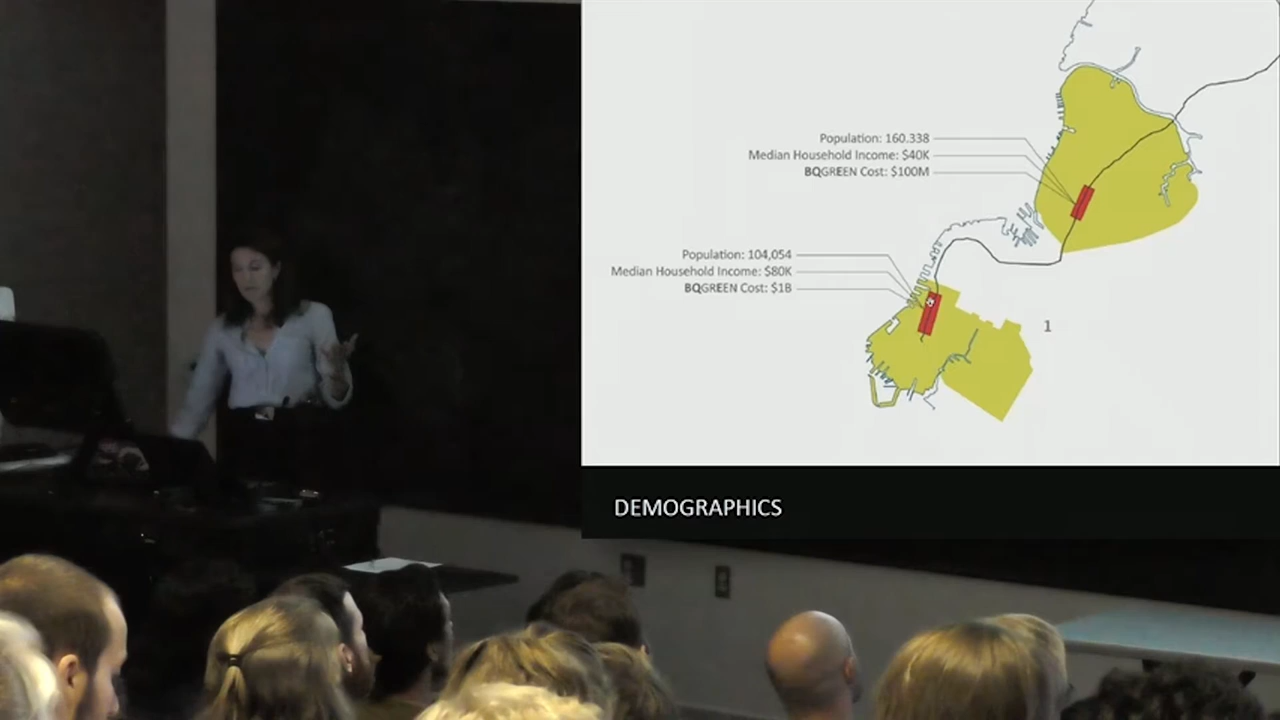 Population: 160.338
Median Household Income: $40K
BQGREEN Cost: $100M
Population: 104,054
Median Household Income: $80K
BQGREEN Cost: $1B
1
DEMOGRAPHICS